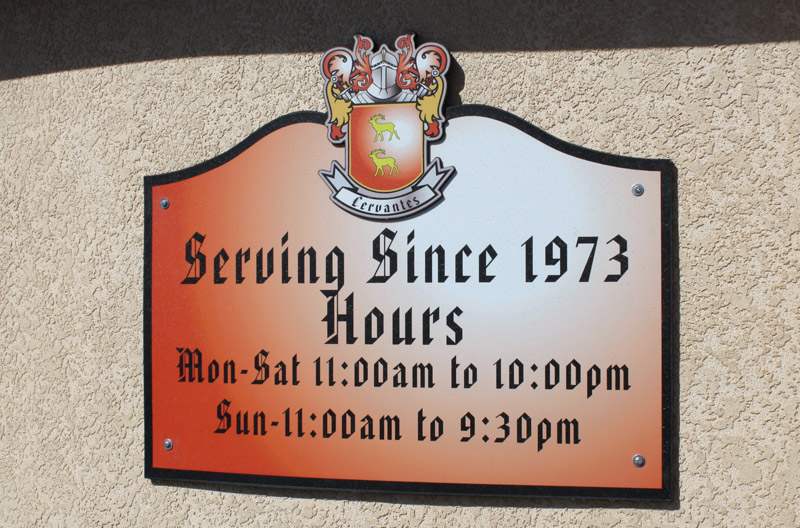 Cervantes
Serving Since 1973
Hours
Mon-Sat 11:00am to 10:00pm
Sun-11:00am to 9:30pm